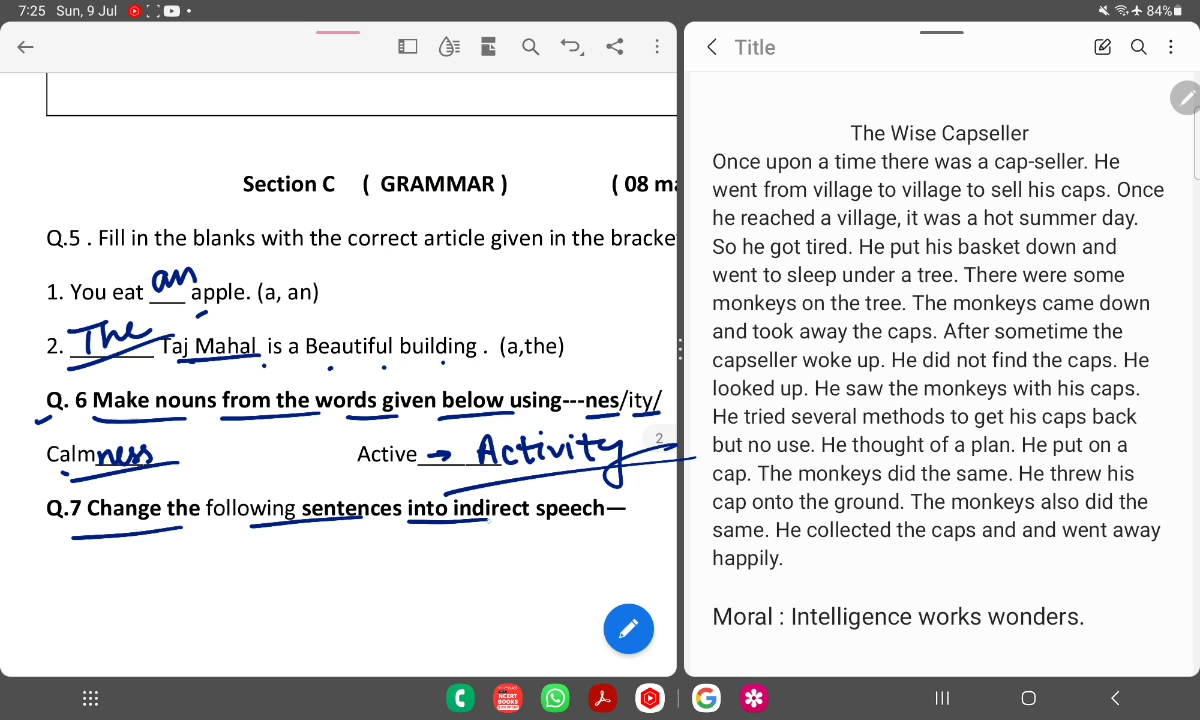 7:25 Sun, 9 Jul
84%
Section C ( GRAMMAR )
Q.5 . Fill in the blanks with the correct article given in the
1. You eat an apple. (a, an)
2. The Taj Mahal is a Beautiful building . (a,the)
Q. 6 Make nouns from the words given below using---nes/ity/
Calmness Active Activity
2
Q.7 Change the following sentences into indirect speech—
Title
The Wise Capseller
Once upon a time there was a cap-seller. He
went from village to village to sell his caps. Once
he reached a village, it was a hot summer day.
So he got tired. He put his basket down and
went to sleep under a tree. There were some
monkeys on the tree. The monkeys came down
and took away the caps. After sometime the
capseller woke up. He did not find the caps. He
looked up. He saw the monkeys with his caps.
He tried several methods to get his caps back
but no use. He thought of a plan. He put on a
cap. The monkeys did the same. He threw his
cap onto the ground. The monkeys also did the
same. He collected the caps and and went away
happily.
Moral : Intelligence works wonders.
NCERT
BOOKS